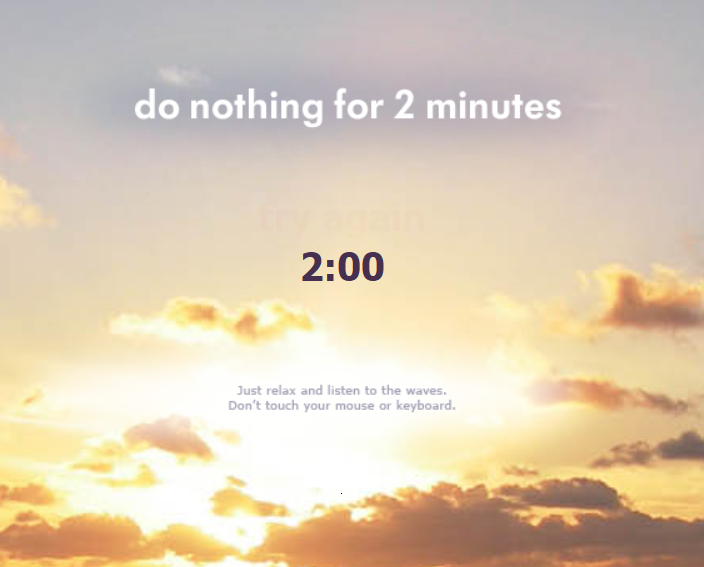 do nothing for 2 minutes
try again
2:00
Just relax and listen to the waves.
Don't touch your mouse or keyboard.